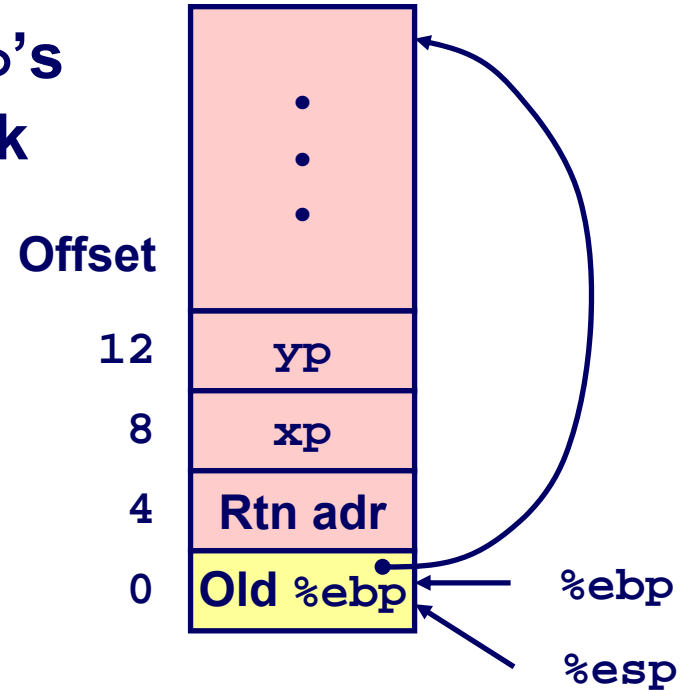 ’s
k
Offset
12 yp
8 xp
4 Rtn adr
0 Old %ebp %ebp
%esp